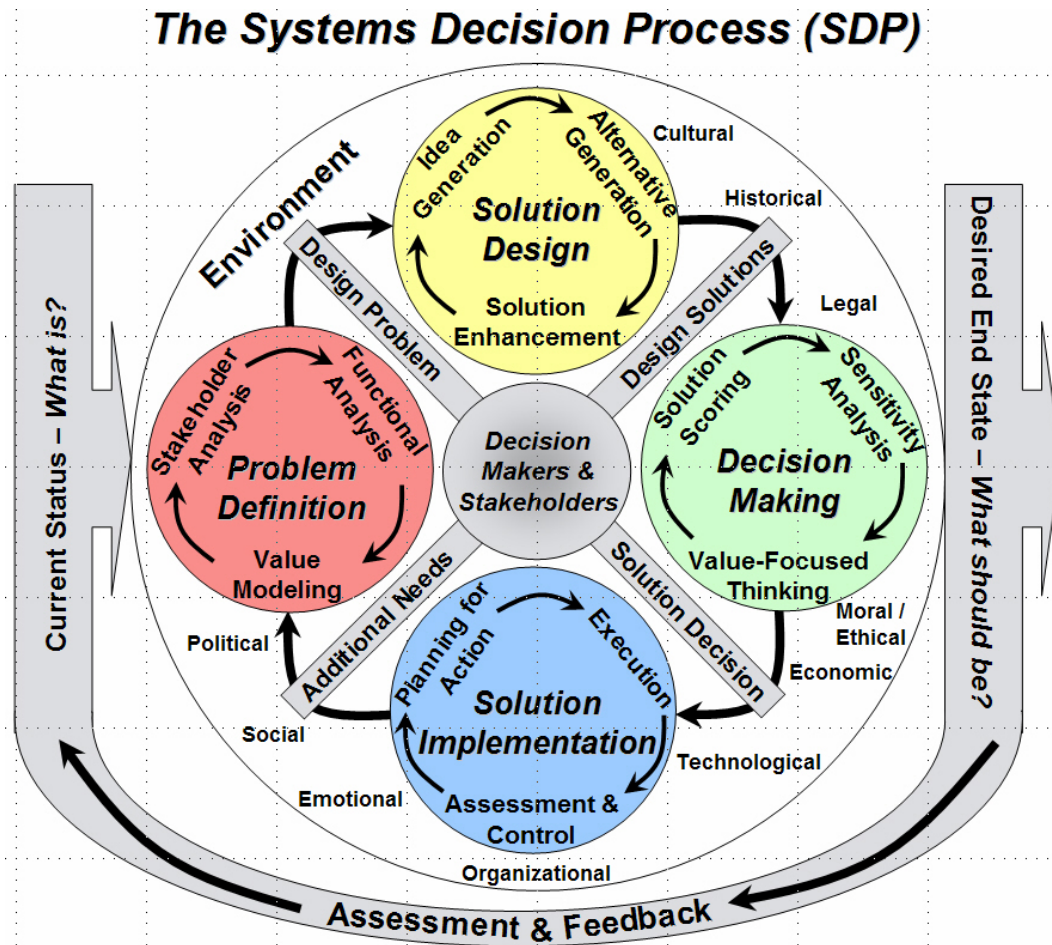 The Systems Decision Process (SDP)
Environment
Cultural
Historical
Legal
Moral /
Ethical
Economic
Technological
Organizational
Emotional
Social
Political
Idea
Generation
Alternative
Generation
Solution
Enhancement
Solution
Design
Design Problem
Design Solutions
Stakeholder
Analysis
Functional
Analysis
Value
Modeling
Problem
Definition
Decision
Makers &
Stakeholders
Solution
Scoring
Sensitivity
Analysis
Value-Focused
Thinking
Decision
Making
Additional Needs
Solution Decision
Planning for
Action
Execution
Assessment &
Control
Solution
Implementation
Current Status – What is?
Desired End State – What should be?
Assessment & Feedback